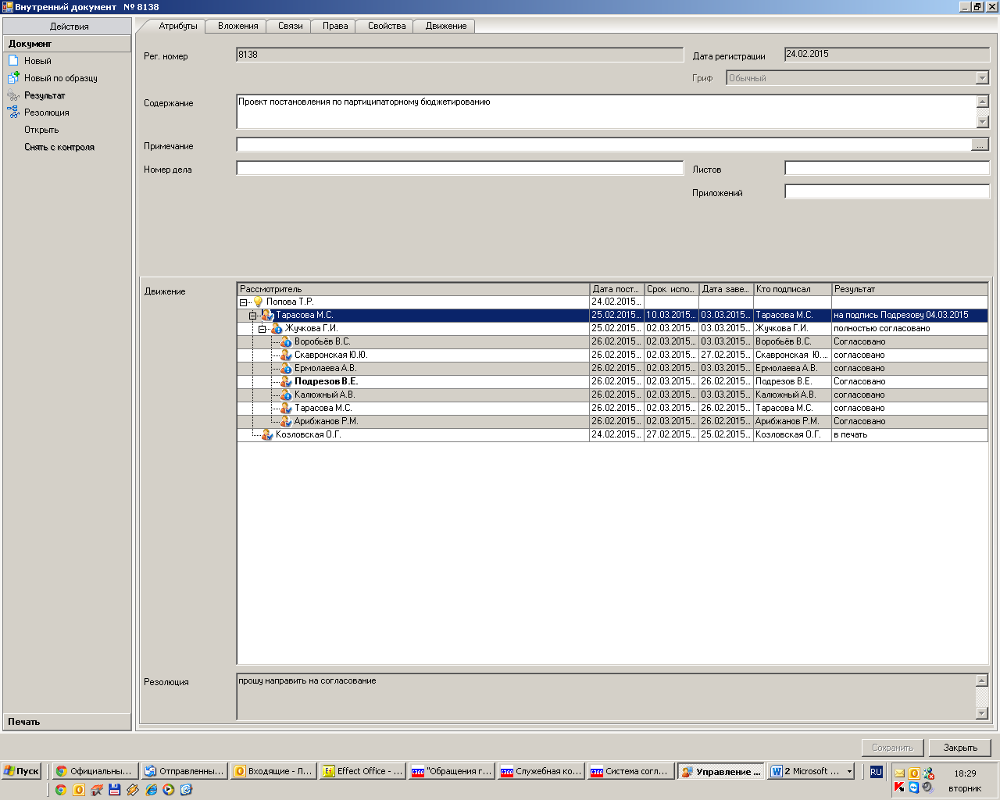 Внутренний документ № 8138
Действия
Документ
Новый
Новый по образцу
Результат
Резолюция
Открыть
Снять с контроля
Печать
Атрибуты Вложения Связи Права Свойства Движение
Рег. номер 8138 Дата регистрации 24.02.2015
Гриф Обычный
Содержание Проект постановления по партиципаторному бюджетированию
Примечание ...
Номер дела Листов
Приложений
Движение
Рассмотритель Дата пост... Срок испо... Дата заве... Кто подписал Результат
Попова Т.Р. 24.02.2015...
Тарасова М.С. 25.02.2015... 10.03.2015... 03.03.2015... Тарасова М.С. на подпись Подрезову 04.03.2015
Жучкова Г.И. 25.02.2015... 02.03.2015... 03.03.2015... Жучкова Г.И. полностью согласовано
Воробьёв В.С. 26.02.2015... 02.03.2015... 03.03.2015... Воробьёв В.С. Согласовано
Скавронская Ю.Ю. 26.02.2015... 02.03.2015... 27.02.2015... Скавронская Ю.... согласовано
Ермолаева А.В. 26.02.2015... 02.03.2015... 03.03.2015... Ермолаева А.В. согласовано
Подрезов В.Е. 26.02.2015... 02.03.2015... 26.02.2015... Подрезов В.Е. Согласовано
Калюжный А.В. 26.02.2015... 02.03.2015... 03.03.2015... Калюжный А.В. согласовано
Тарасова М.С. 26.02.2015... 02.03.2015... 26.02.2015... Тарасова М.С. согласовано
Арибжанов Р.М. 26.02.2015... 02.03.2015... 26.02.2015... Арибжанов Р.М. Согласовано
Козловская О.Г. 24.02.2015... 27.02.2015... 25.02.2015... Козловская О.Г. в печать
Резолюция прошу направить на согласование
Сохранить Закрыть
Пуск Официальны... Отправленны... Входящие - Л... Effect Office - ... "Обращения г... Служебная ко... Система согл... Управление ... 2 Microsoft ... RU 18:29
вторник